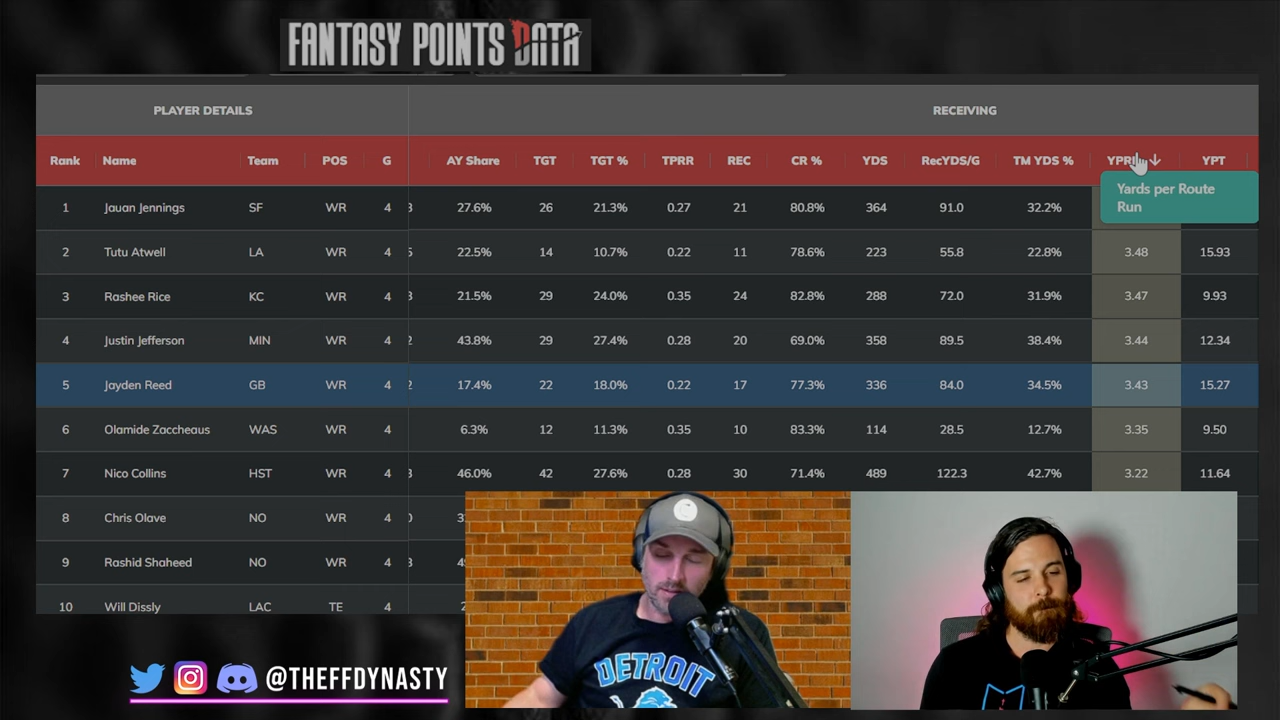 FANTASY POINTS DATA
PLAYER DETAILS RECEIVING
Rank Name Team POS G AY Share TGT TGT % TPRR REC CR % YDS RecYDS/G TM YDS % YPT
Yards per Route
Run
1 Jauan Jennings SF WR 4 27.6% 26 21.3% 0.27 21 80.8% 364 91.0 32.2%
2 Tutu Atwell LA WR 4 22.5% 14 10.7% 0.22 11 78.6% 223 55.8 22.8% 3.48 15.93
3 Rashee Rice KC WR 4 21.5% 29 24.0% 0.35 24 82.8% 288 72.0 31.9% 3.47 9.93
4 Justin Jefferson MIN WR 4 43.8% 29 27.4% 0.28 20 69.0% 358 89.5 38.4% 3.44 12.34
5 Jayden Reed GB WR 4 17.4% 22 18.0% 0.22 17 77.3% 336 84.0 34.5% 3.43 15.27
6 Olamide Zaccheaus WAS WR 4 6.3% 12 11.3% 0.35 10 83.3% 114 28.5 12.7% 3.35 9.50
7 Nico Collins HST WR 4 46.0% 42 27.6% 0.28 30 71.4% 489 122.3 42.7% 3.22 11.64
8 Chris Olave NO WR 4
9 Rashid Shaheed NO WR 4
10 Will Dissly LAC TE 4
DETROIT
@THEFFDYNASTY